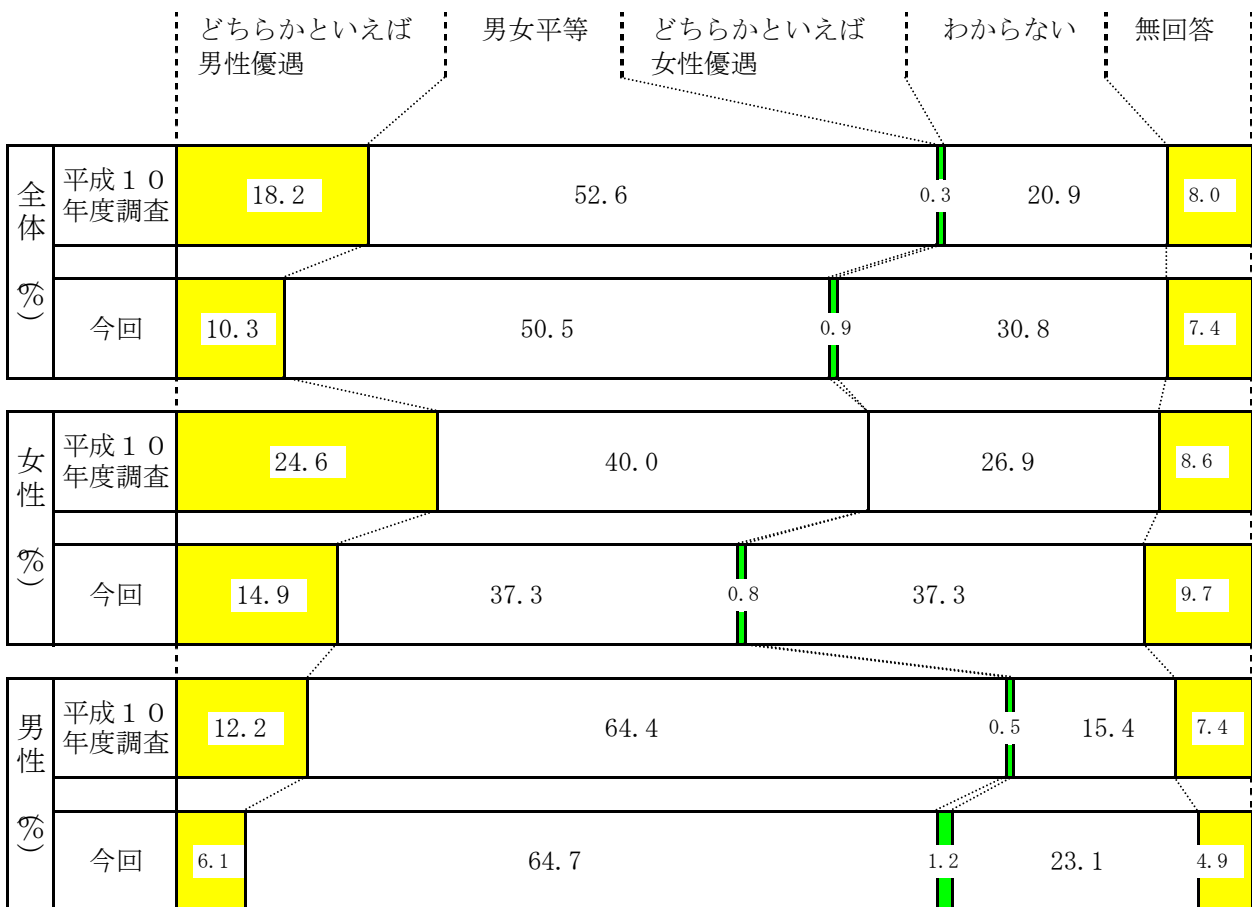 どちらかといえば 男女平等 どちらかといえば わからない 無回答
男性優遇 女性優遇
全体(%)
平成10
年度調査
18.2 52.6 0.3 20.9 8.0
今回 10.3 50.5 0.9 30.8 7.4
女性(%)
平成10
年度調査
24.6 40.0 26.9 8.6
今回 14.9 37.3 0.8 37.3 9.7
男性(%)
平成10
年度調査
12.2 64.4 0.5 15.4 7.4
今回 6.1 64.7 1.2 23.1 4.9